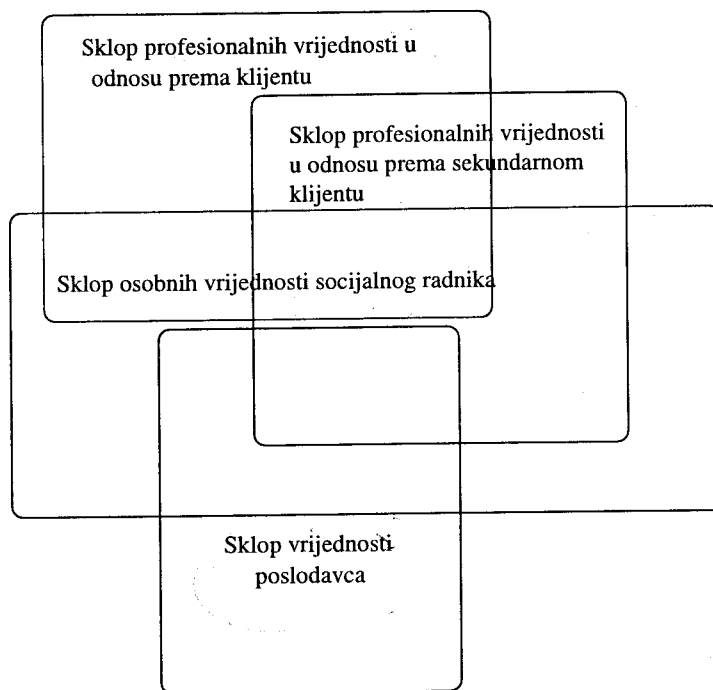 Sklop profesionalnih vrijednosti u
odnosu prema klijentu
Sklop profesionalnih vrijednosti
u odnosu prema sekundarnom
klijentu
Sklop osobnih vrijednosti socijalnog radnika
Sklop vrijednosti
poslodavca